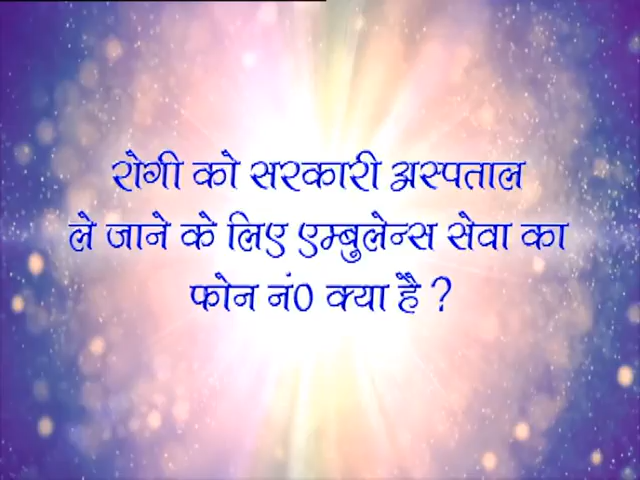 रोगी को सरकारी अस्पताल
ले जाने के लिए एम्बुलेन्स सेवा का
फोन नं0 क्या है ?